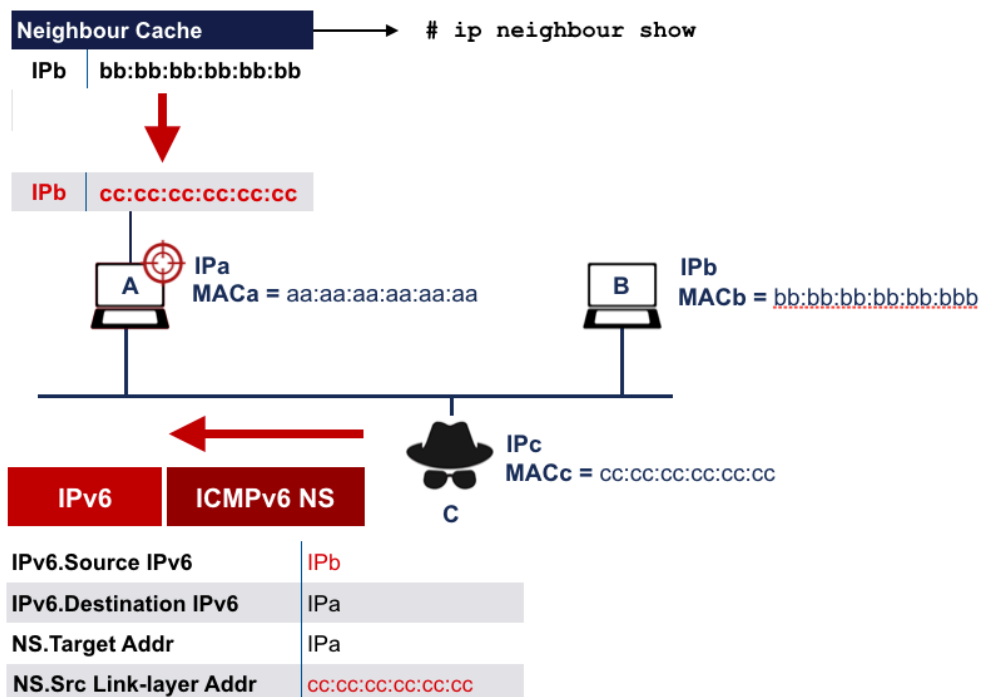 Neighbour Cache
# ip neighbour show
IPb bb:bb:bb:bb:bb:bb
IPb cc:cc:cc:cc:cc:cc
A
IPa
MACa = aa:aa:aa:aa:aa:aa
B
IPb
MACb = bb:bb:bb:bb:bb:bbb
IPc
MACc = cc:cc:cc:cc:cc:cc
C
IPv6
ICMPv6 NS
IPv6.Source IPv6 IPb
IPv6.Destination IPv6 IPa
NS.Target Addr IPa
NS.Src Link-layer Addr cc:cc:cc:cc:cc:cc